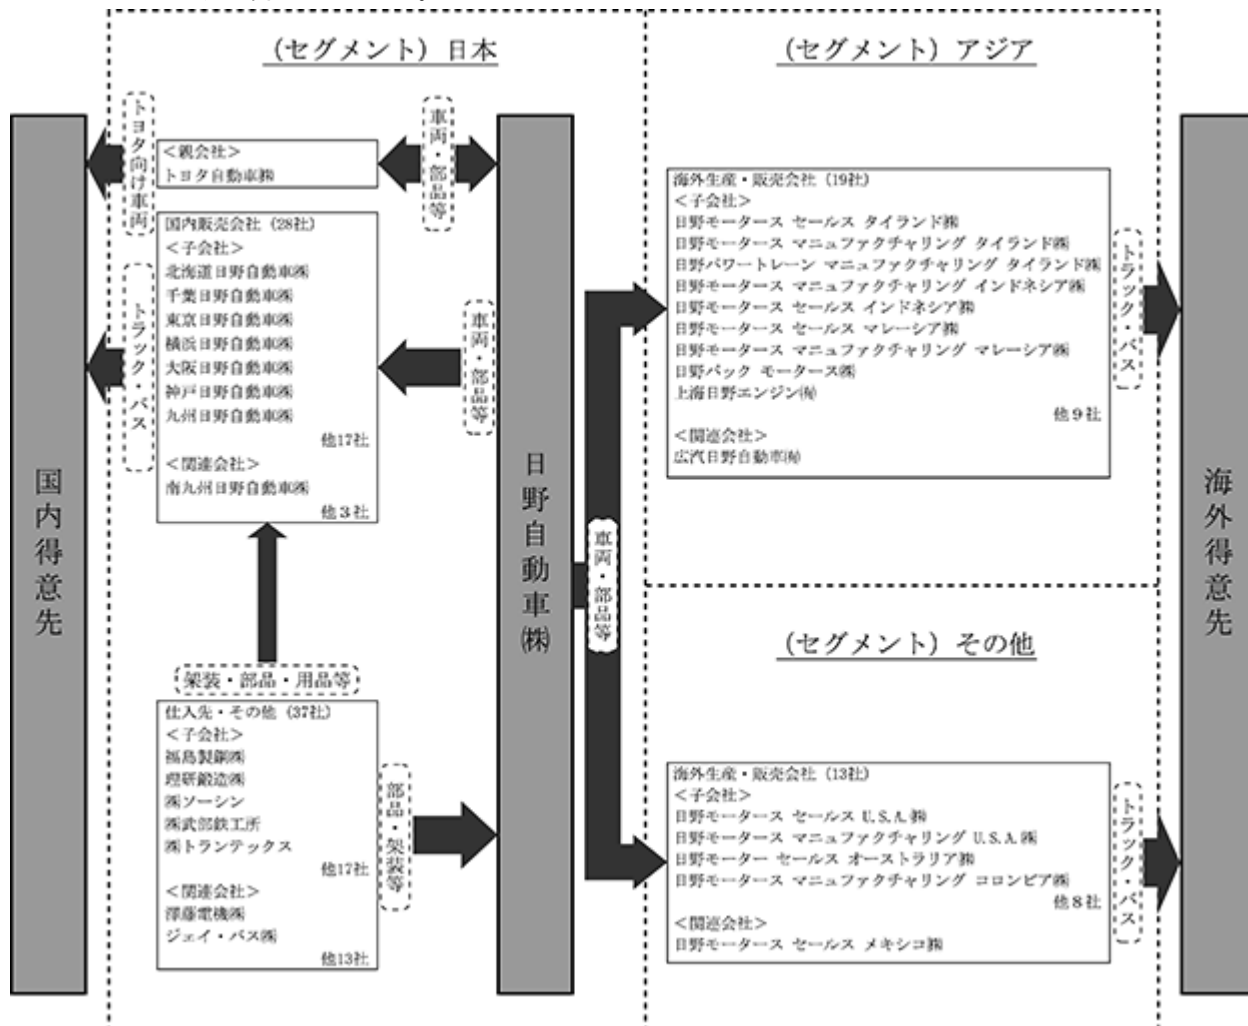 (セグメント) 日本
(セグメント) アジア
国内得意先
トヨタ向け車両
トラック・バス
<親会社>
トヨタ自動車㈱
車両・部品等
国内販売会社 (28社)
<子会社>
北海道日野自動車㈱
千葉日野自動車㈱
東京日野自動車㈱
横浜日野自動車㈱
大阪日野自動車㈱
神戸日野自動車㈱
九州日野自動車㈱
他17社
<関連会社>
南九州日野自動車㈱
他3社
車両・部品等
架装・部品・用品等
仕入先・その他 (37社)
<子会社>
福島製鋼㈱
理研鍛造㈱
㈱ソーシン
㈱武部鉄工所
㈱トランテックス
他17社
<関連会社>
澤藤電機㈱
ジェイ・バス㈱
他13社
部品・架装等
日野自動車㈱
車両・部品等
海外生産・販売会社 (19社)
<子会社>
日野モータース セールス タイランド㈱
日野モータース マニュファクチャリング タイランド㈱
日野パワートレーン マニュファクチャリング タイランド㈱
日野モータース マニュファクチャリング インドネシア㈱
日野モータース セールス インドネシア㈱
日野モータース セールス マレーシア㈱
日野モータース マニュファクチャリング マレーシア㈱
日野パック モータース㈱
上海日野エンジン㈲
他9社
<関連会社>
広汽日野自動車㈲
トラック・バス
(セグメント) その他
海外生産・販売会社 (13社)
<子会社>
日野モータース セールス U.S.A.㈱
日野モータース マニュファクチャリング U.S.A.㈱
日野モーター セールス オーストラリア㈱
日野モータース マニュファクチャリング コロンビア㈱
他8社
<関連会社>
日野モータース セールス メキシコ㈱
トラック・バス
海外得意先